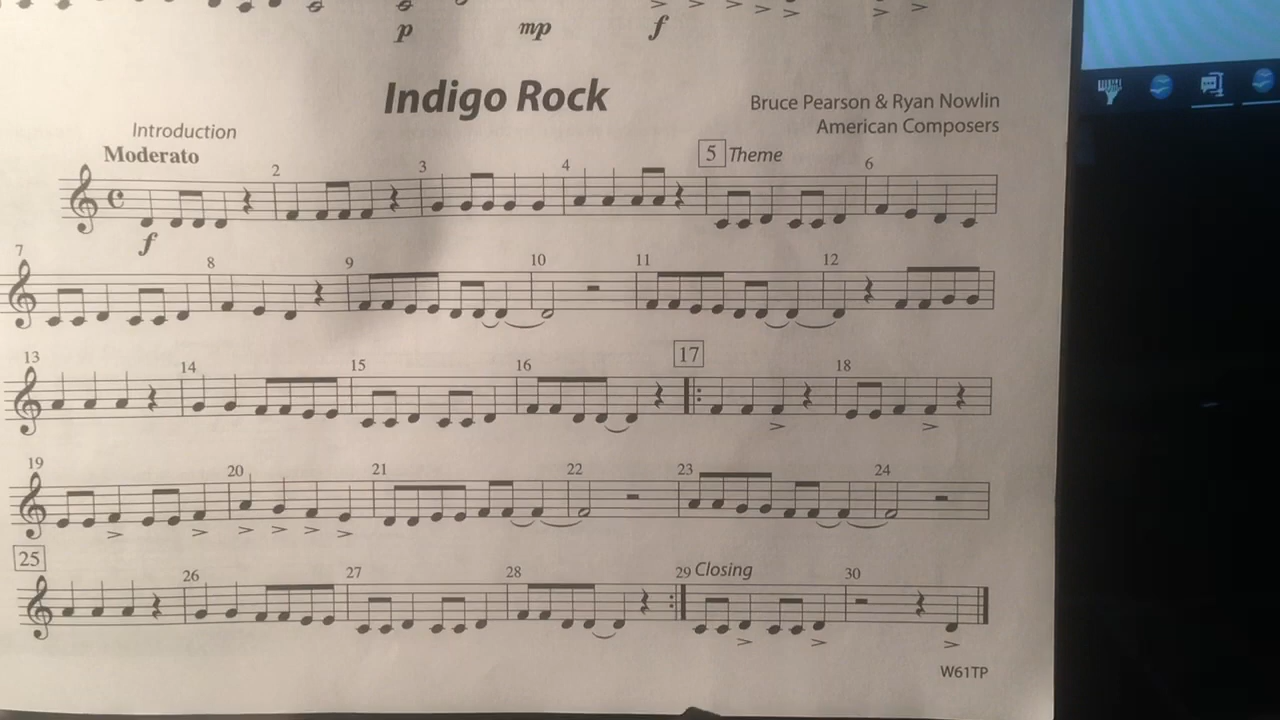 p mp f
Indigo Rock
Bruce Pearson & Ryan Nowlin
American Composers
Introduction
Moderato
2 3 4 5 Theme 6
f
7 8 9 10 11 12
13 14 15 16 17 18
19 20 21 22 23 24
25 26 27 28 29 Closing 30
W61TP